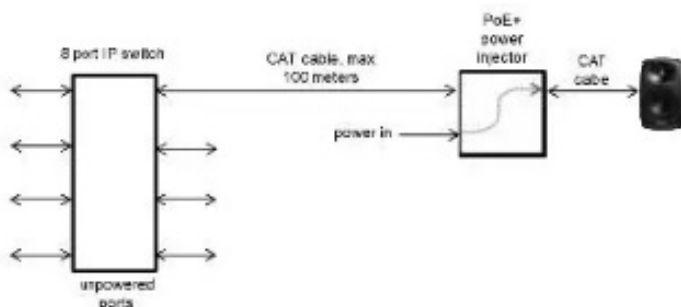 8 port IP switch
CAT cable, max
100 meters
PoE+
power
injector
CAT
cabe
power in
unpowered
ports